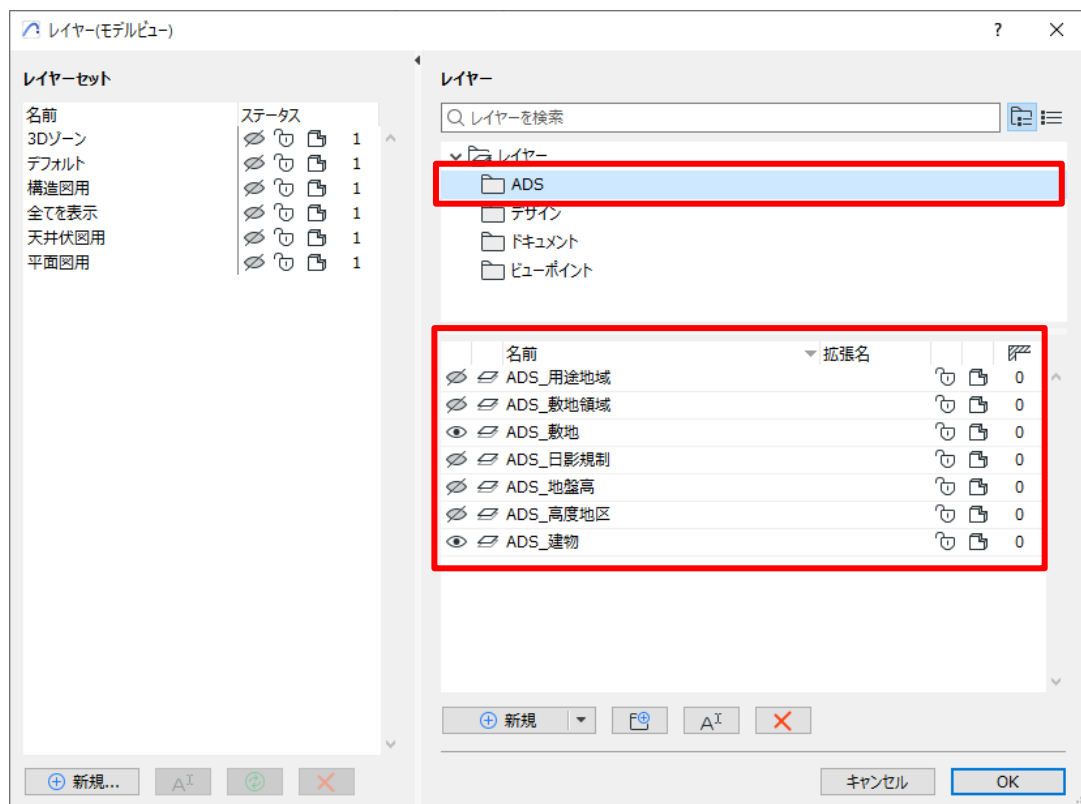 レイヤー(モデルビュー)
?
レイヤーセット
名前 ステータス
3Dゾーン 1
デフォルト 1
構造図用 1
全てを表示 1
天井伏図用 1
平面図用 1
新規...
レイヤー
レイヤーを検索
レイヤー
ADS
デザイン
ドキュメント
ビューポイント
名前 拡張名
ADS_用途地域 0
ADS_敷地領域 0
ADS_敷地 0
ADS_日影規制 0
ADS_地盤高 0
ADS_高度地区 0
ADS_建物 0
新規
キャンセル OK